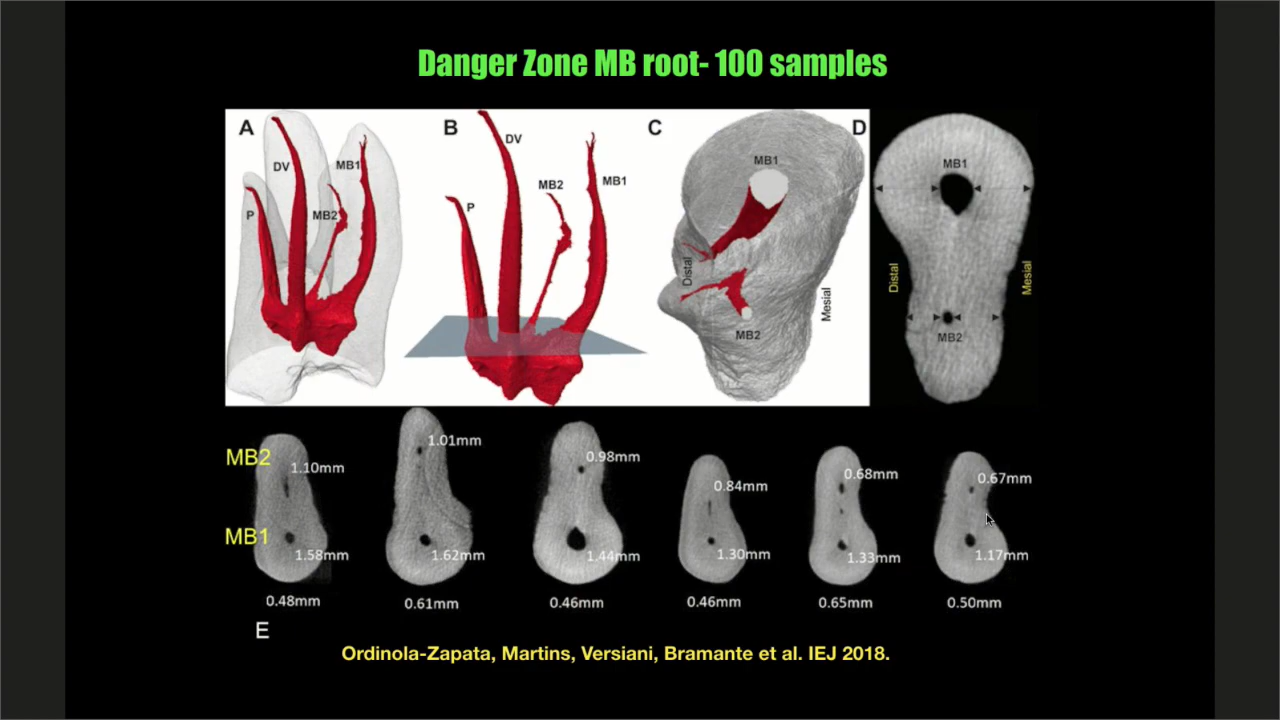 Danger Zone MB root- 100 samples
A
DV
MB1
MB2
P
B
DV
MB2
MB1
P
C
MB1
Distal
Mesial
MB2
D
MB1
Distal
Mesial
MB2
MB2
1.10mm
1.01mm
0.98mm
0.84mm
0.68mm
0.67mm
MB1
1.58mm
1.62mm
1.44mm
1.30mm
1.33mm
1.17mm
0.48mm
0.61mm
0.46mm
0.46mm
0.65mm
0.50mm
E
Ordinola-Zapata, Martins, Versiani, Bramante et al. IEJ 2018.